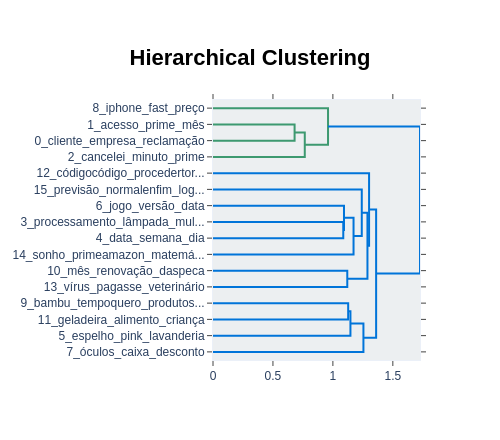 Hierarchical Clustering
8_iphone_fast_preço
1_acesso_prime_mês
0_cliente_empresa_reclamação
2_cancelei_minuto_prime
12_códigocódigo_procedertor...
15_previsão_normalenfim_log...
6_jogo_versão_data
3_processamento_lâmpada_mul...
4_data_semana_dia
14_sonho_primeamazon_matemá...
10_mês_renovação_daspeca
13_vírus_pagasse_veterinário
9_bambu_tempoquero_produtos...
11_geladeira_alimento_criança
5_espelho_pink_lavanderia
7_óculos_caixa_desconto
0 0.5 1 1.5